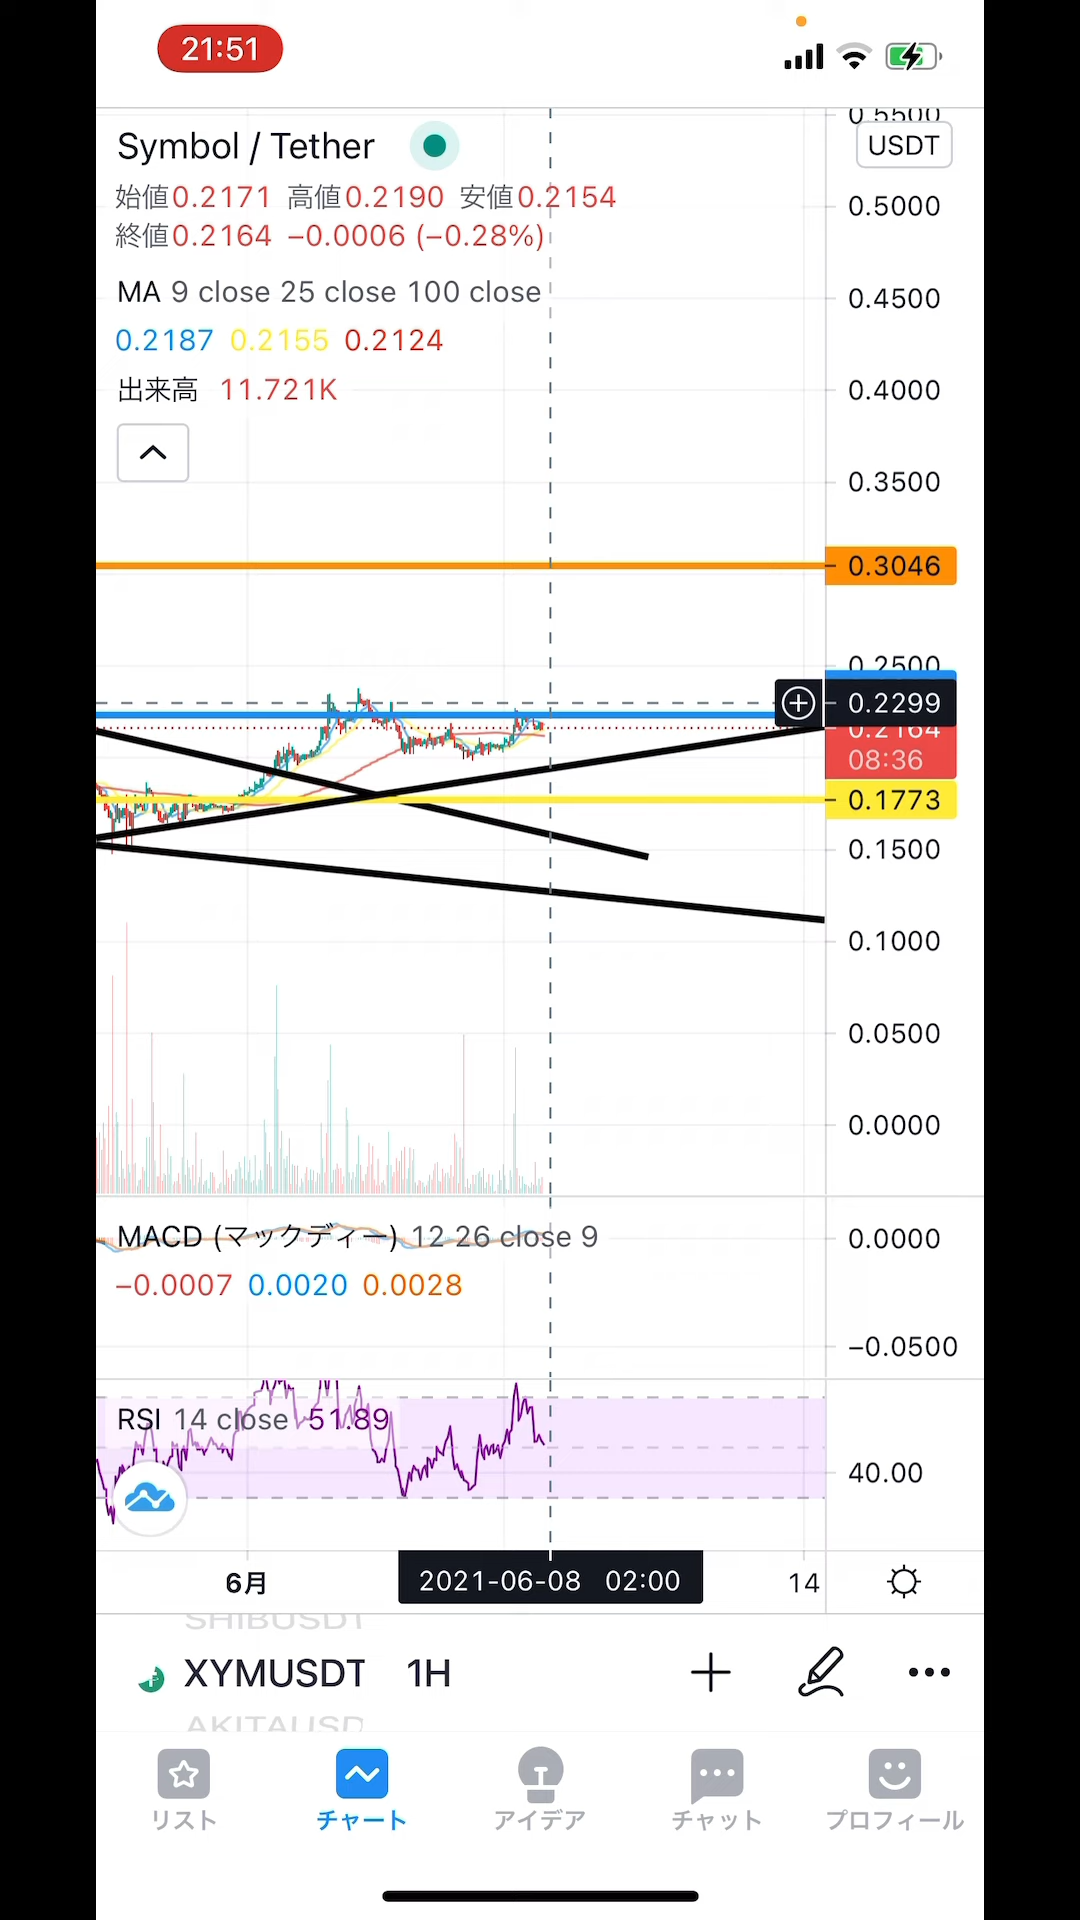 21:51
0.5500
Symbol / Tether
USDT
始値0.2171 高値0.2190 安値0.2154
0.5000
終値0.2164 −0.0006 (−0.28%)
MA 9 close 25 close 100 close
0.4500
0.2187 0.2155 0.2124
出来高 11.721K
0.4000
0.3500
0.3046
0.2500
0.2299
0.2164
08:36
0.1773
0.1500
0.1000
0.0500
0.0000
MACD (マックディー) 12 26 close 9
0.0000
−0.0007 0.0020 0.0028
−0.0500
RSI 14 close 51.89
40.00
6月
2021-06-08 02:00
14
SHIBUSDT
XYMUSDT 1H
AKITAUSD
リスト
チャート
アイデア
チャット
プロフィール